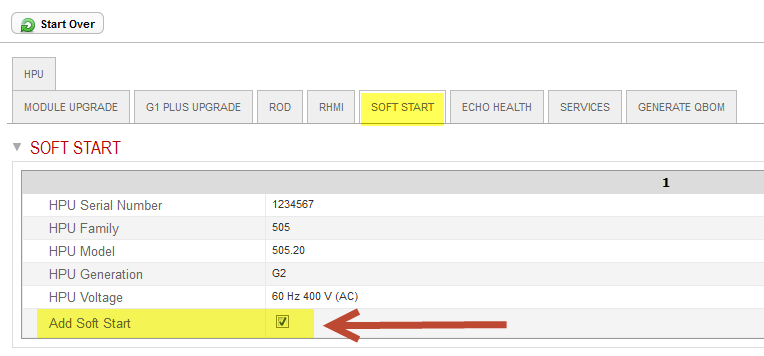 Start Over
HPU
MODULE UPGRADE G1 PLUS UPGRADE ROD RHMI SOFT START ECHO HEALTH SERVICES GENERATE QBOM
SOFT START
1
HPU Serial Number 1234567
HPU Family 505
HPU Model 505.20
HPU Generation G2
HPU Voltage 60 Hz 400 V (AC)
Add Soft Start